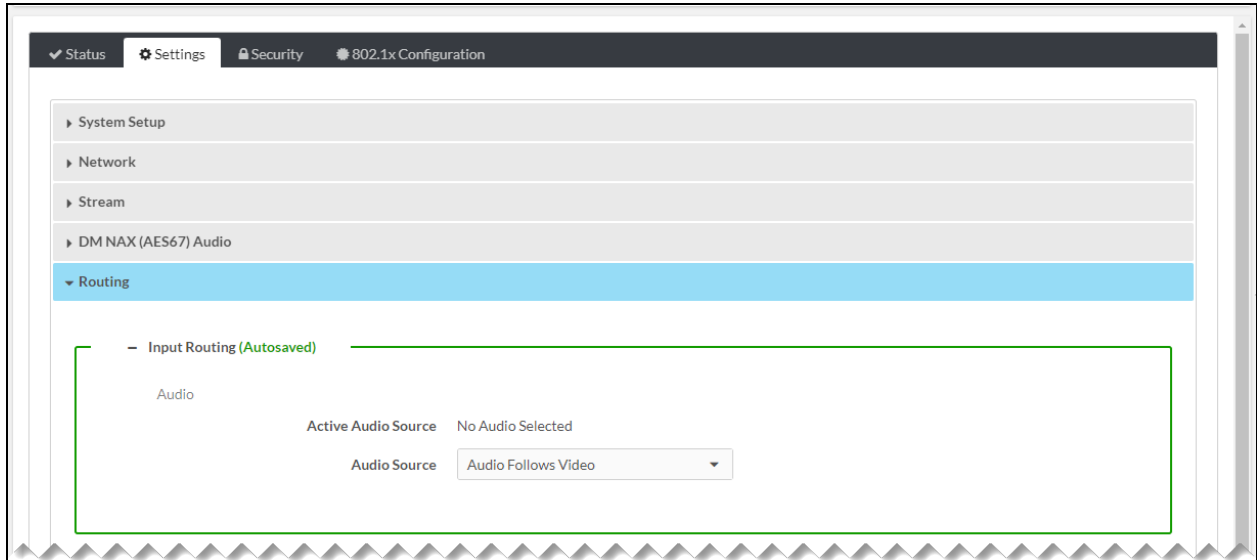 Status Settings Security 802.1x Configuration
System Setup
Network
Stream
DM NAX (AES67) Audio
Routing
Input Routing (Autosaved)
Audio
Active Audio Source No Audio Selected
Audio Source Audio Follows Video